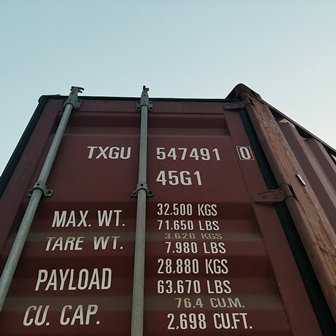 TXGU 547491 0
45G1
MAX. WT. 32.500 KGS
71.650 LBS
TARE WT. 3.620 KGS
7.980 LBS
PAYLOAD 28.880 KGS
63.670 LBS
CU. CAP. 76.4 CU.M.
2.698 CU.FT.